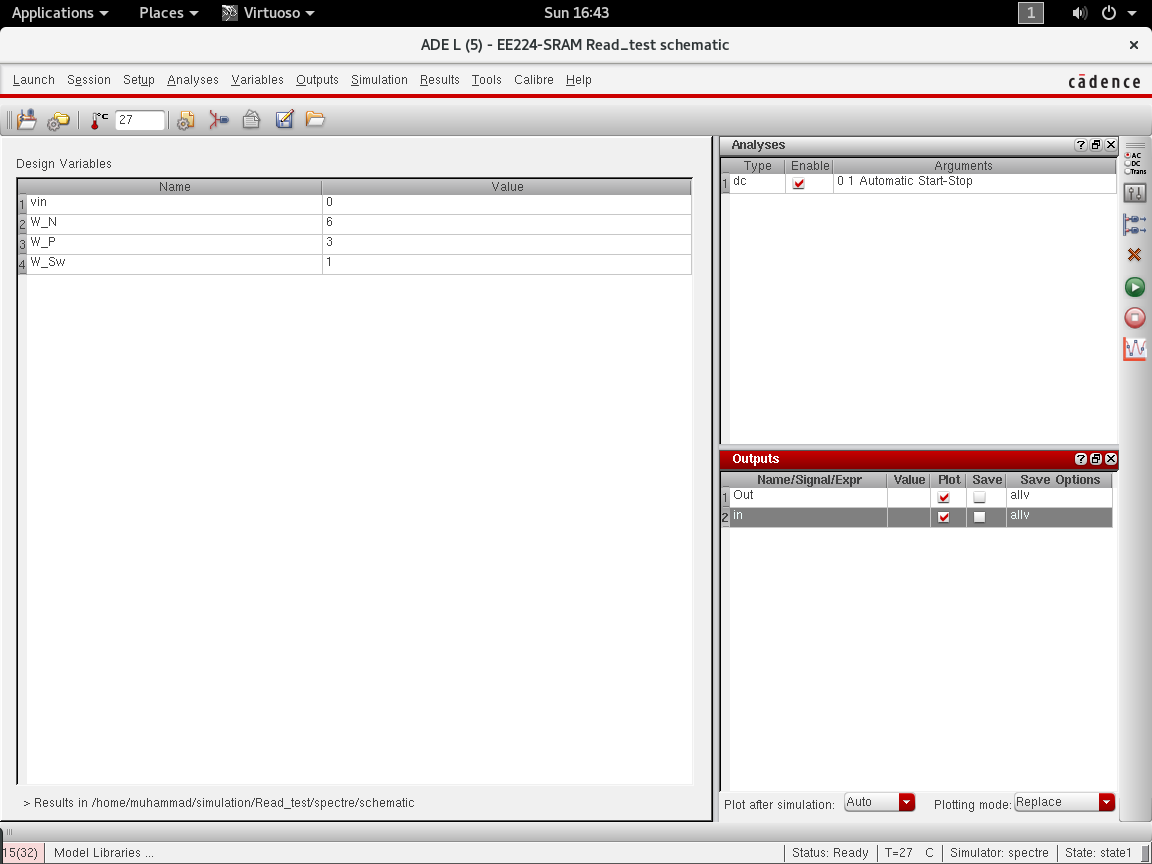 Applications Places Virtuoso Sun 16:43 1
ADE L (5) - EE224-SRAM Read_test schematic ×
Launch Session Setup Analyses Variables Outputs Simulation Results Tools Calibre Help cādence
°C 27
Design Variables
Name Value
1 vin 0
2 W_N 6
3 W_P 3
4 W_Sw 1
> Results in /home/muhammad/simulation/Read_test/spectre/schematic
Analyses ?
Type Enable Arguments
1 dc 0 1 Automatic Start-Stop
AC
DC
Trans
Outputs ?
Name/Signal/Expr Value Plot Save Save Options
1 Out allv
2 in allv
Plot after simulation: Auto Plotting mode: Replace
15(32) Model Libraries ... Status: Ready T=27 C Simulator: spectre State: state1